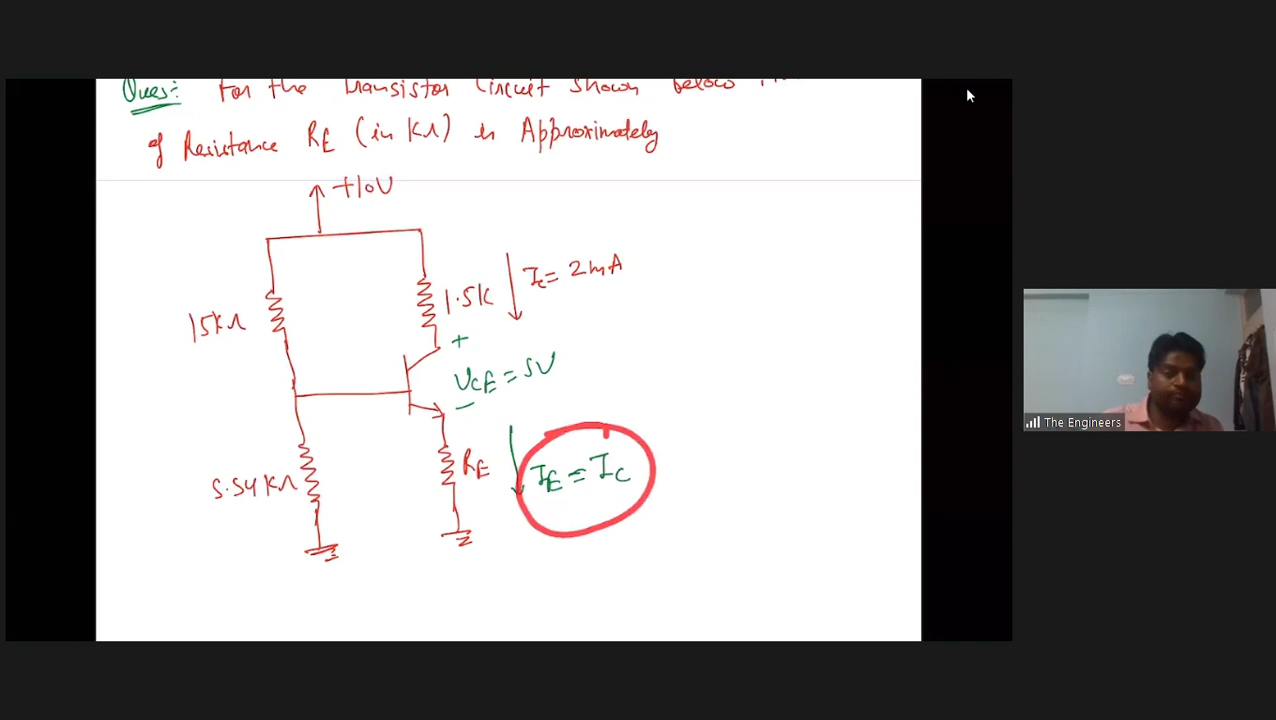 Ques:- For the transistor Circuit shown below
of Resistance RE (in KΩ) is Approximately
+10V
15KΩ
1.5K
IC = 2mA
+
VCE = 5V
-
5.54KΩ
RE
IE = IC
The Engineers